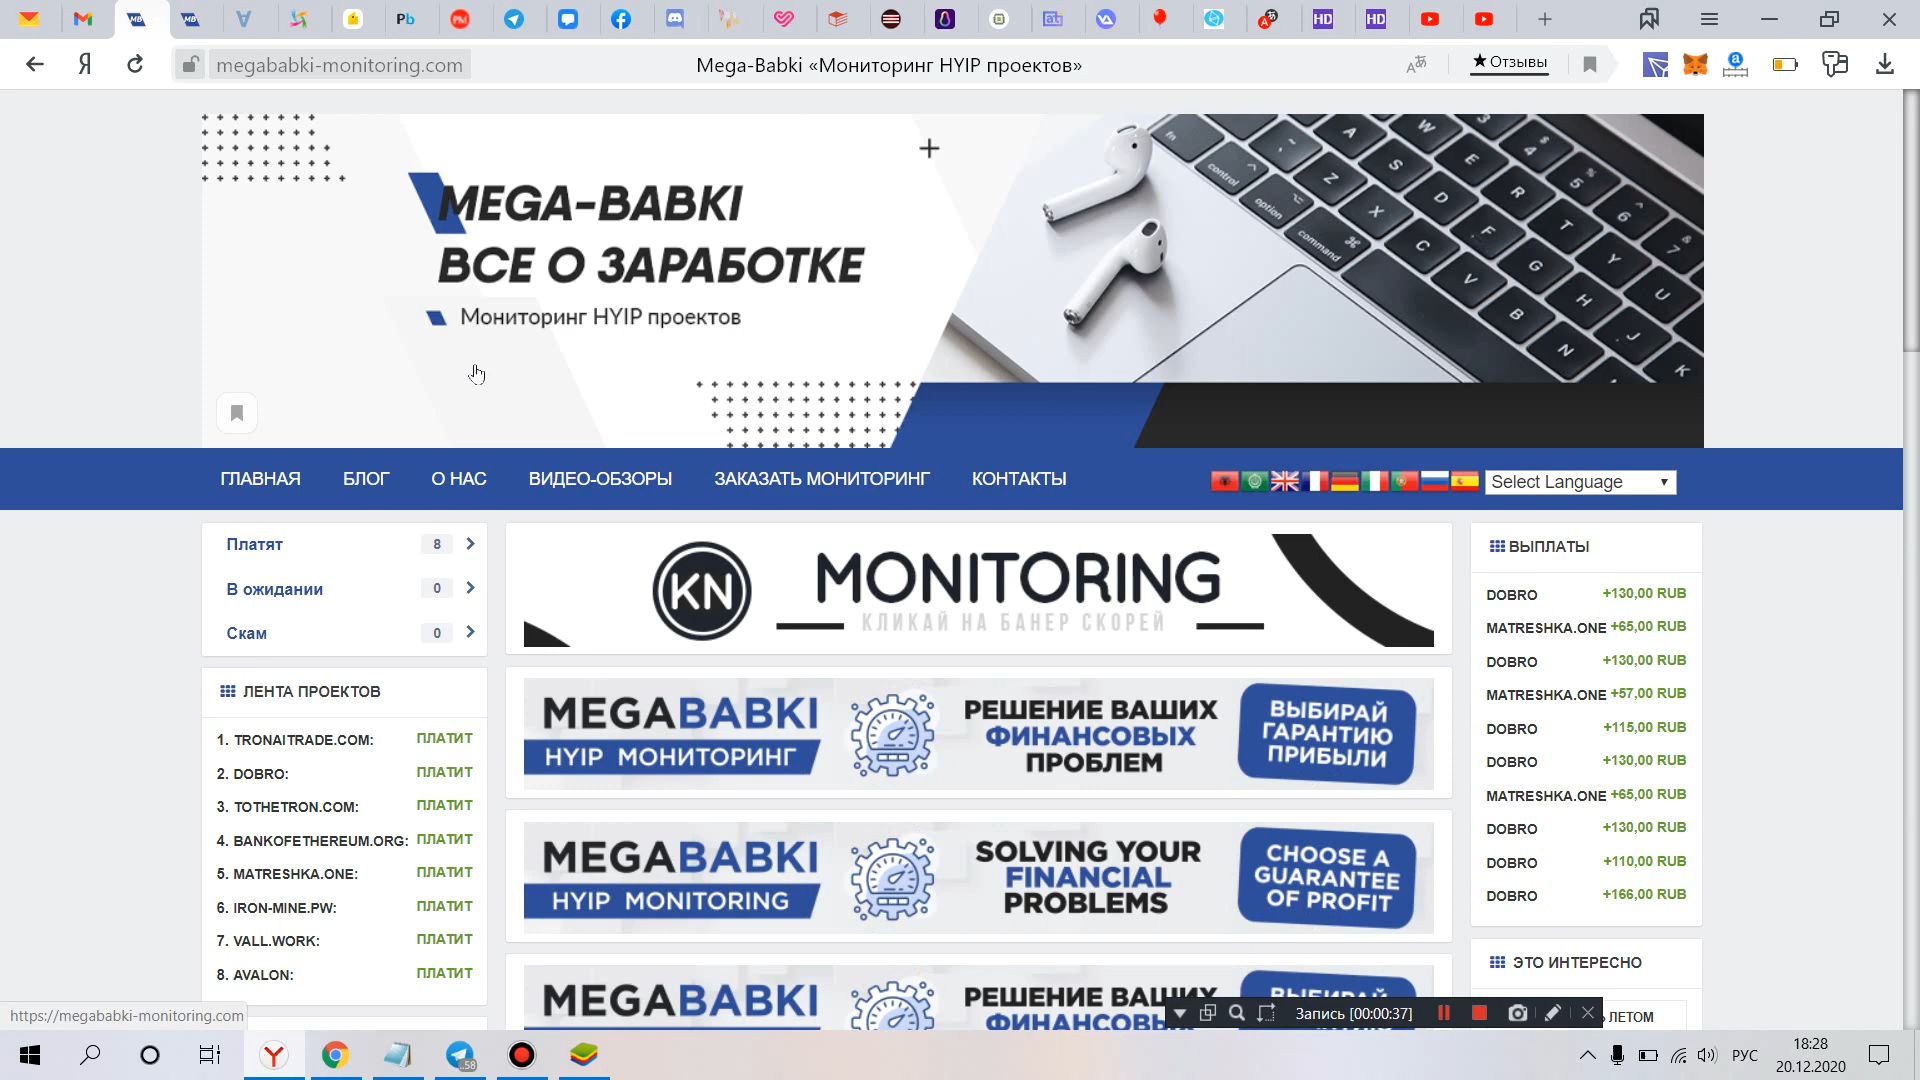 megababki-monitoring.com
Mega-Babki «Мониторинг HYIP проектов»
★ Отзывы
MEGA-BABKI
ВСЕ О ЗАРАБОТКЕ
Мониторинг HYIP проектов
ГЛАВНАЯ БЛОГ О НАС ВИДЕО-ОБЗОРЫ ЗАКАЗАТЬ МОНИТОРИНГ КОНТАКТЫ Select Language
Платят 8
В ожидании 0
Скам 0
ЛЕНТА ПРОЕКТОВ
1. TRONAITRADE.COM: ПЛАТИТ
2. DOBRO: ПЛАТИТ
3. TOTHETRON.COM: ПЛАТИТ
4. BANKOFETHEREUM.ORG: ПЛАТИТ
5. MATRESHKA.ONE: ПЛАТИТ
6. IRON-MINE.PW: ПЛАТИТ
7. VALL.WORK: ПЛАТИТ
8. AVALON: ПЛАТИТ
KN MONITORING
КЛИКАЙ НА БАНЕР СКОРЕЙ
MEGABABKI
HYIP МОНИТОРИНГ
РЕШЕНИЕ ВАШИХ
ФИНАНСОВЫХ
ПРОБЛЕМ
ВЫБИРАЙ
ГАРАНТИЮ
ПРИБЫЛИ
MEGABABKI
HYIP MONITORING
SOLVING YOUR
FINANCIAL
PROBLEMS
CHOOSE A
GUARANTEE
OF PROFIT
MEGABABKI
РЕШЕНИЕ ВАШИХ
ВЫПЛАТЫ
DOBRO +130,00 RUB
MATRESHKA.ONE +65,00 RUB
DOBRO +130,00 RUB
MATRESHKA.ONE +57,00 RUB
DOBRO +115,00 RUB
DOBRO +130,00 RUB
MATRESHKA.ONE +65,00 RUB
DOBRO +130,00 RUB
DOBRO +110,00 RUB
DOBRO +166,00 RUB
ЭТО ИНТЕРЕСНО
ЛЕТОМ
Запись [00:00:37]
https://megababki-monitoring.com
РУС
18:28
20.12.2020